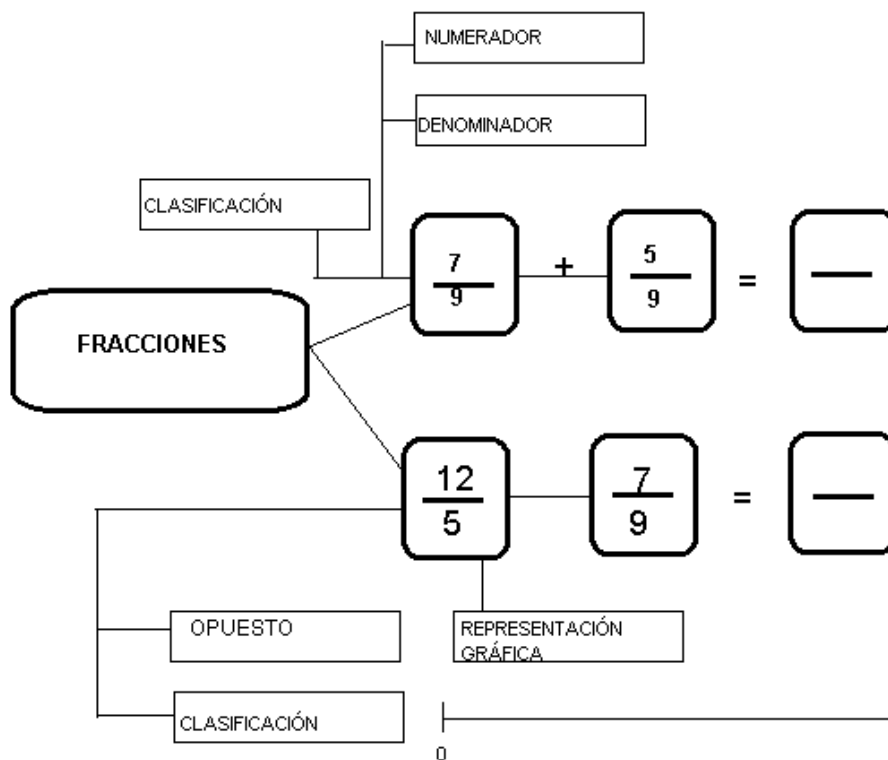 NUMERADOR
DENOMINADOR
CLASIFICACIÓN
7
9
+
5
9
=
FRACCIONES
12
5
7
9
=
OPUESTO
REPRESENTACIÓN
GRÁFICA
CLASIFICACIÓN
0